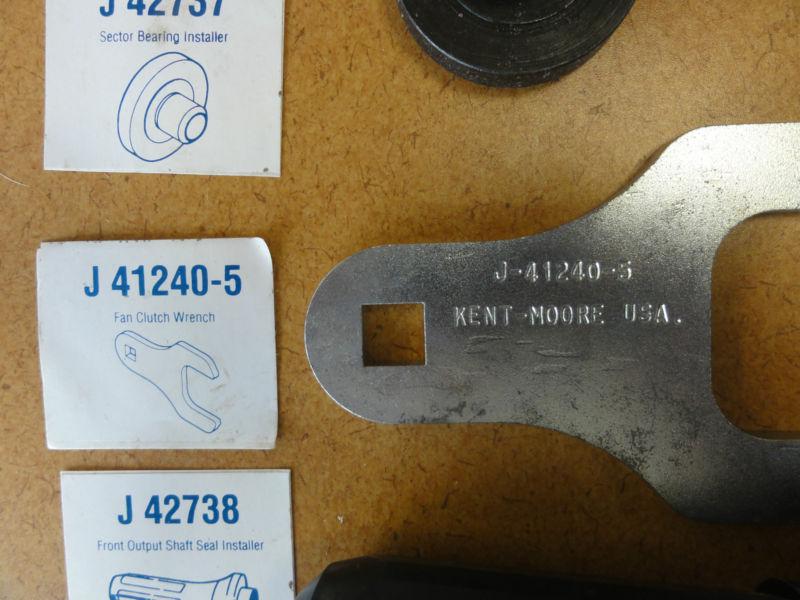 J 42737
Sector Bearing Installer
J 41240-5
Fan Clutch Wrench
J-41240-5
KENT-MOORE USA.
J 42738
Front Output Shaft Seal Installer